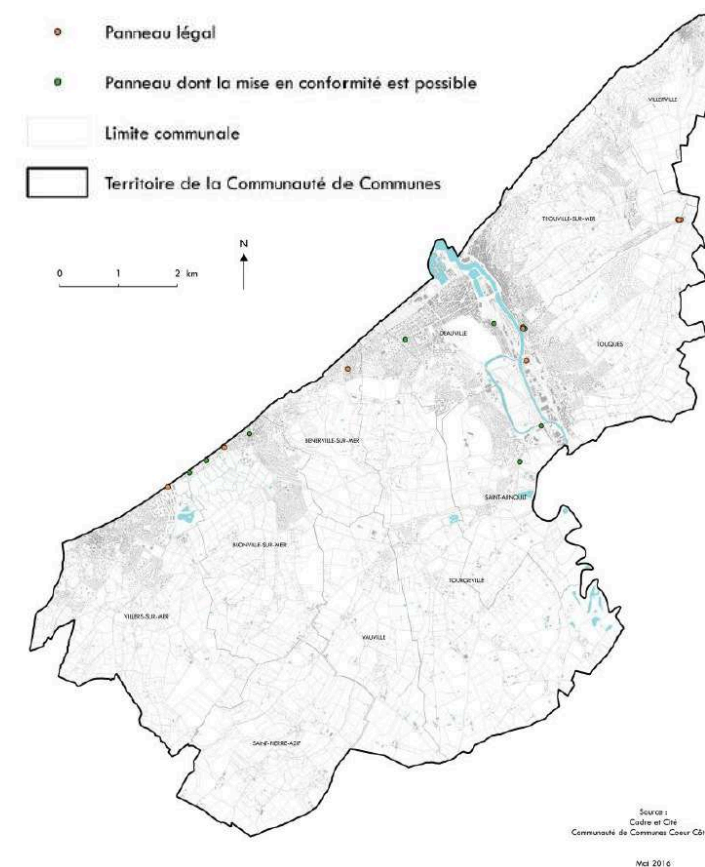 Panneau légal
Panneau dont la mise en conformité est possible
Limite communale
Territoire de la Communauté de Communes
N
0 1 2 km
VILLERVILLE
TROUVILLE-SUR-MER
DEAUVILLE
TOUQUES
BENERVILLE-SUR-MER
SAINT-ARNOULT
BLONVILLE-SUR-MER
TOURGEVILLE
VILLERS-SUR-MER
VAUVILLE
SAINT-PIERRE-AZIF
Source :
Cadre et Cité
Communauté de Communes Coeur Côt
Mai 2016